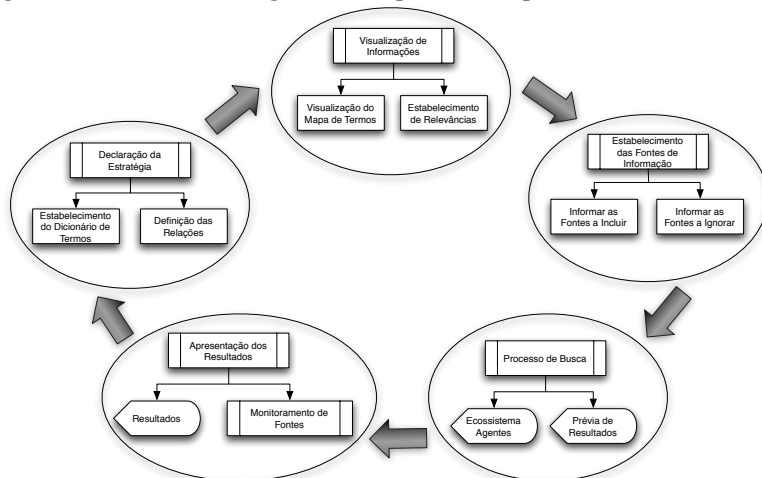 Visualização de
Informações
Visualização do
Mapa de Termos
Estabelecimento
de Relevâncias
Declaração da
Estratégia
Estabelecimento
do Dicionário de
Termos
Definição das
Relações
Estabelecimento
das Fontes de
Informação
Informar as
Fontes a Incluir
Informar as
Fontes a Ignorar
Apresentação dos
Resultados
Resultados
Monitoramento de
Fontes
Processo de Busca
Ecossistema
Agentes
Prévia de
Resultados